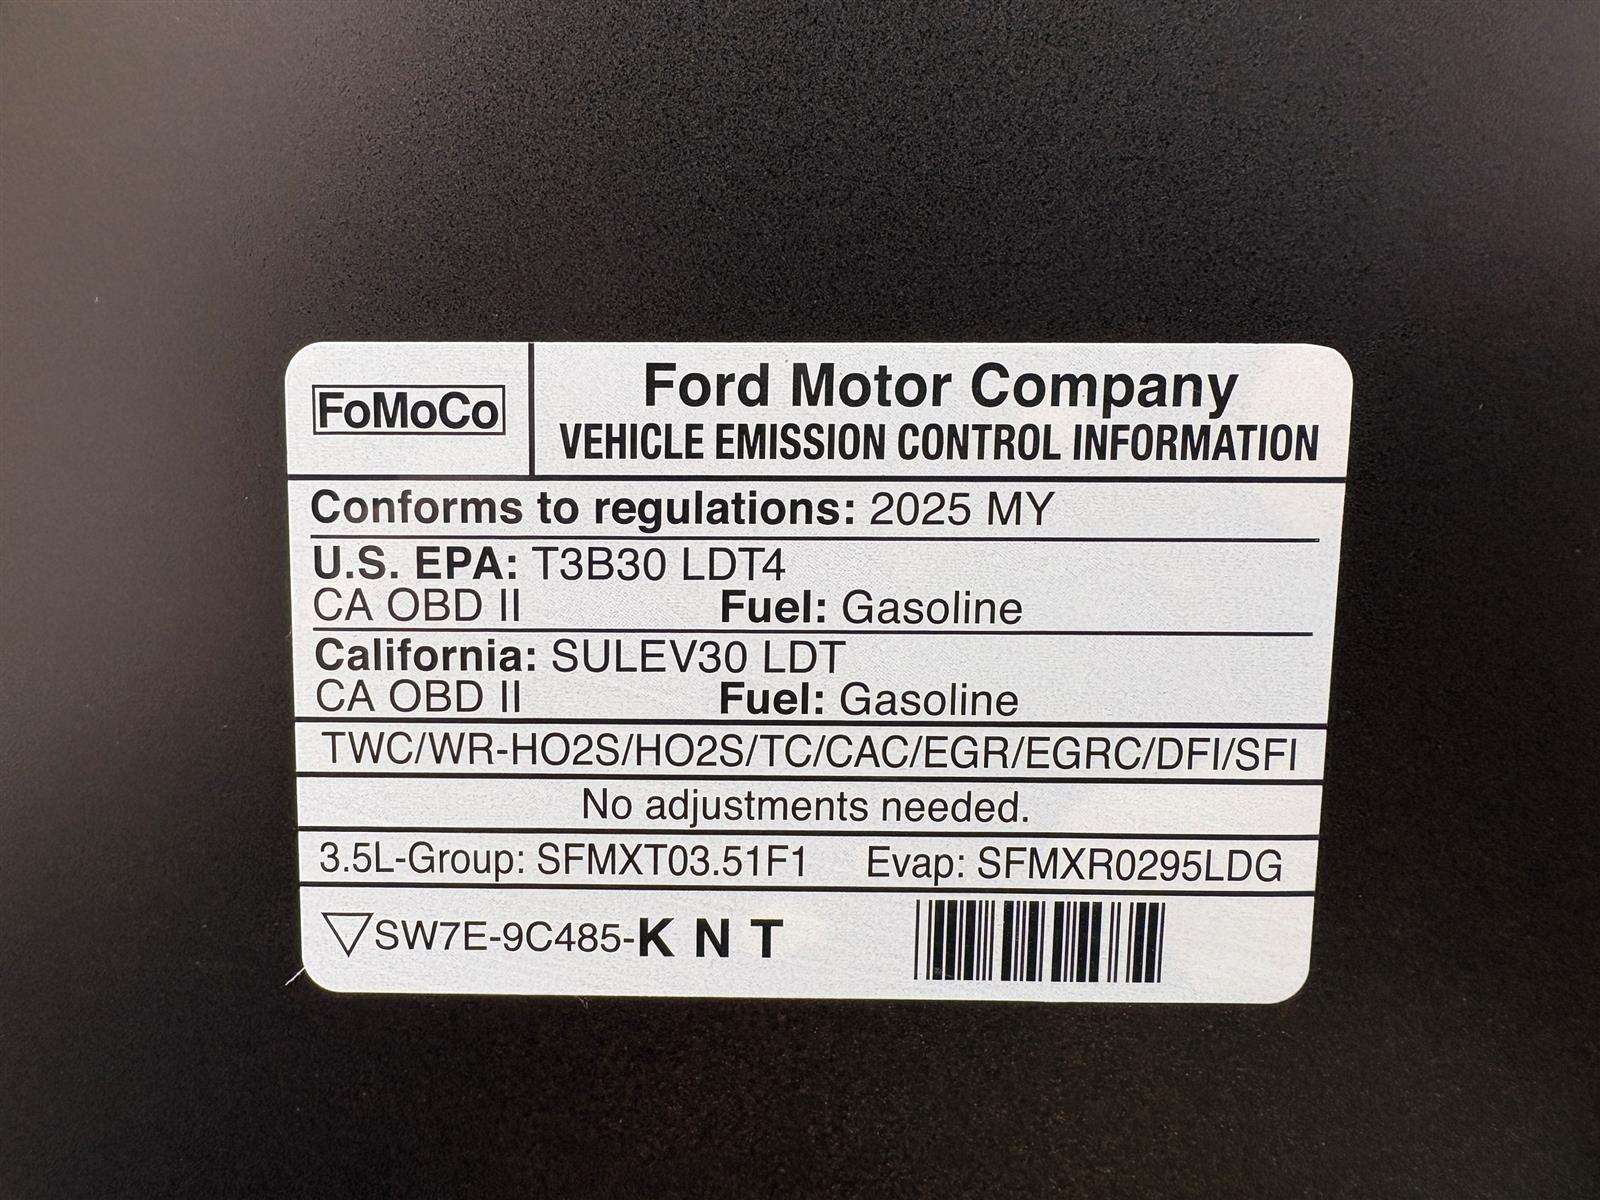 FoMoCo
Ford Motor Company
VEHICLE EMISSION CONTROL INFORMATION
Conforms to regulations: 2025 MY
U.S. EPA: T3B30 LDT4
CA OBD II Fuel: Gasoline
California: SULEV30 LDT
CA OBD II Fuel: Gasoline
TWC/WR-HO2S/HO2S/TC/CAC/EGR/EGRC/DFI/SFI
No adjustments needed.
3.5L-Group: SFMXT03.51F1 Evap: SFMXR0295LDG
SW7E-9C485-K N T